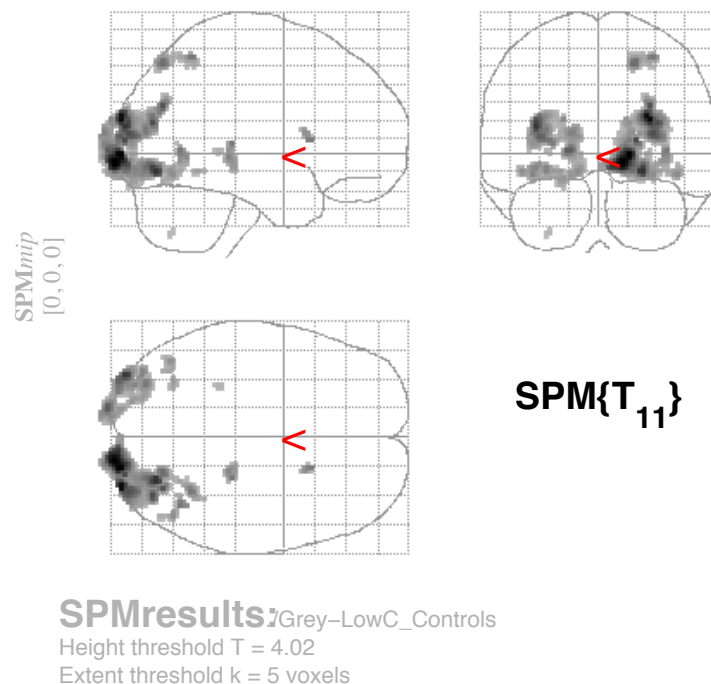 SPMmip
[0, 0, 0]
<
<
<
SPM{T11}
SPMresults:./Grey−LowC_Controls
Height threshold T = 4.02
Extent threshold k = 5 voxels